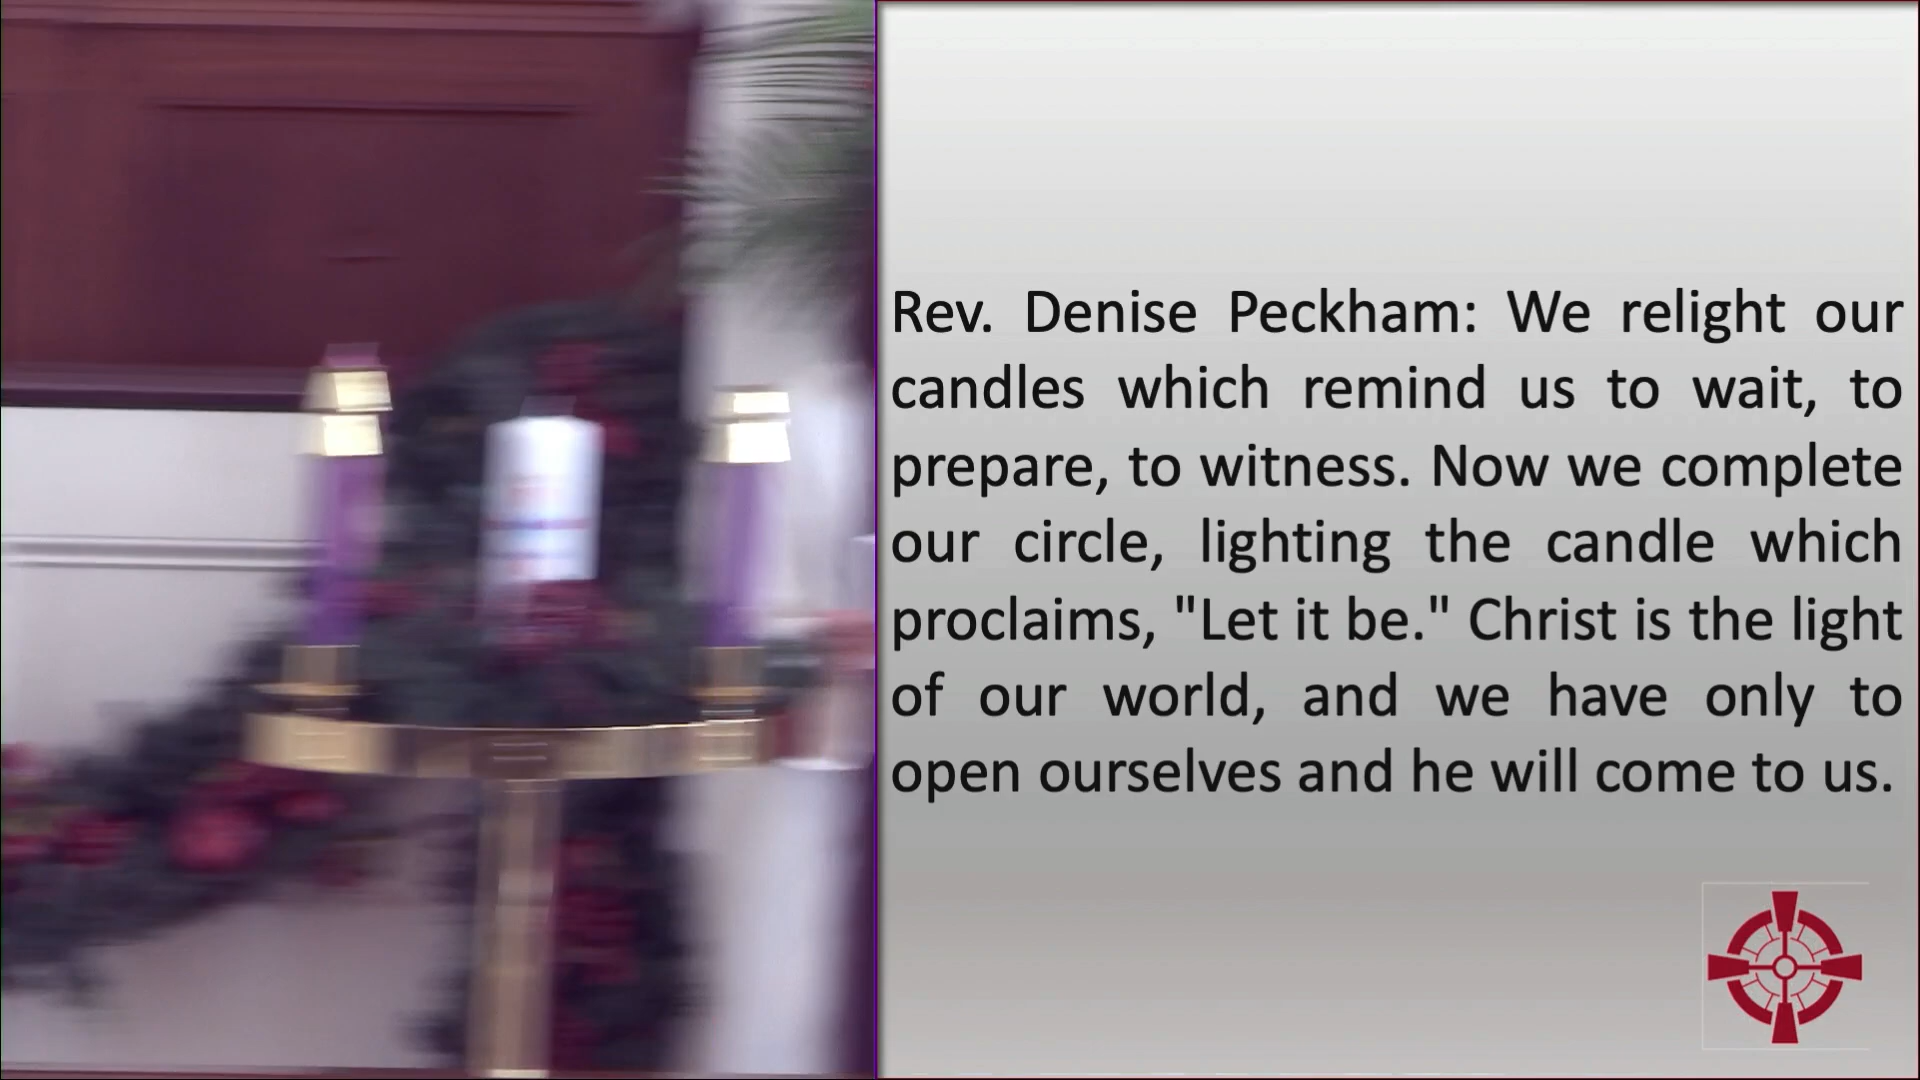 Rev. Denise Peckham: We relight our
candles which remind us to wait, to
prepare, to witness. Now we complete
our circle, lighting the candle which
proclaims, "Let it be." Christ is the light
of our world, and we have only to
open ourselves and he will come to us.